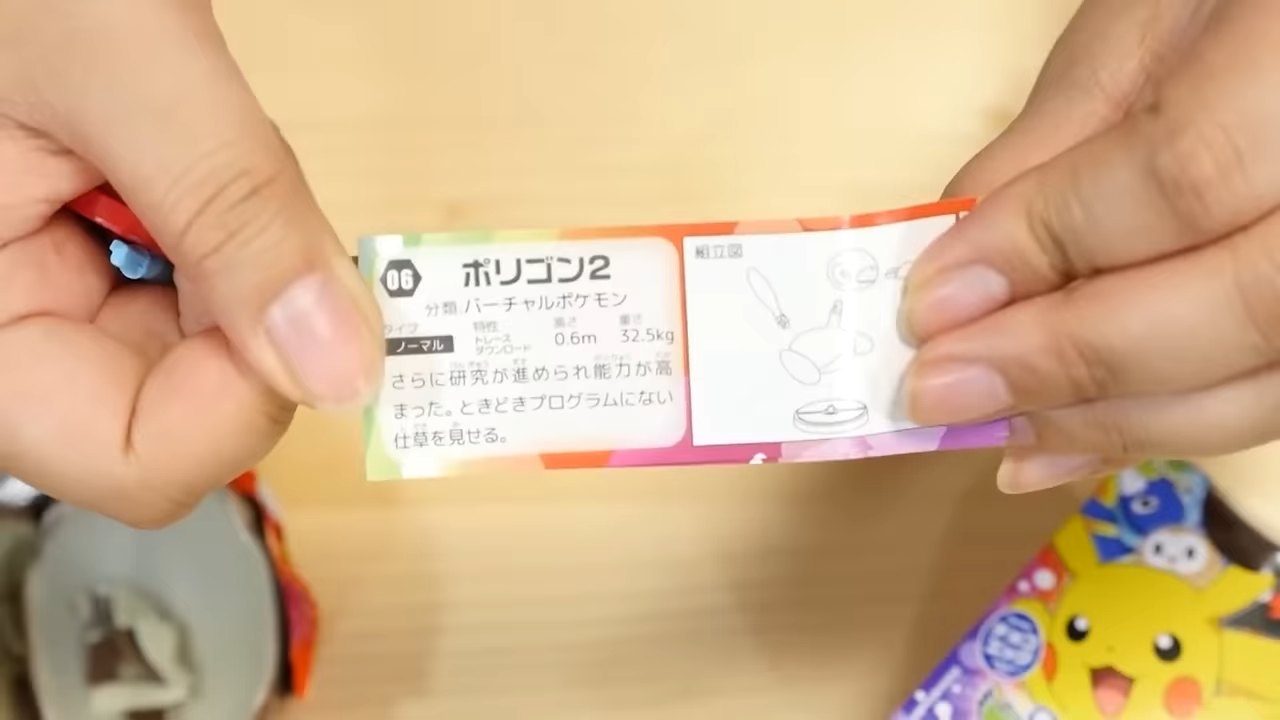 06
ポリゴン2
分類 バーチャルポケモン
タイプ 特性 高さ 重さ
ノーマル トレース ダウンロード 0.6m 32.5kg
さらに研究が進められ能力が高
まった。ときどきプログラムにない
仕草を見せる。
組立図